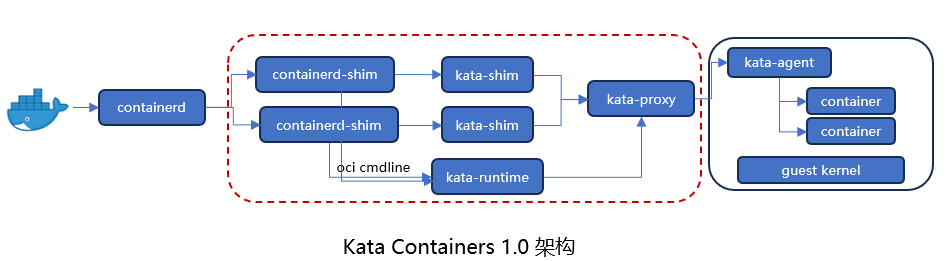 containerd
containerd-shim
kata-shim
containerd-shim
kata-shim
oci cmdline
kata-runtime
kata-proxy
kata-agent
container
container
guest kernel
Kata Containers 1.0 架构